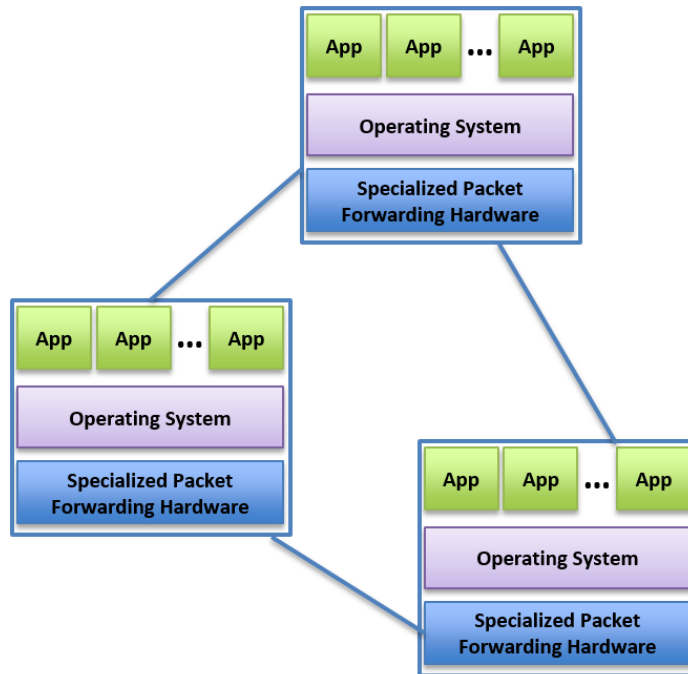 App App ... App
Operating System
Specialized Packet
Forwarding Hardware
App App ... App
Operating System
Specialized Packet
Forwarding Hardware
App App ... App
Operating System
Specialized Packet
Forwarding Hardware